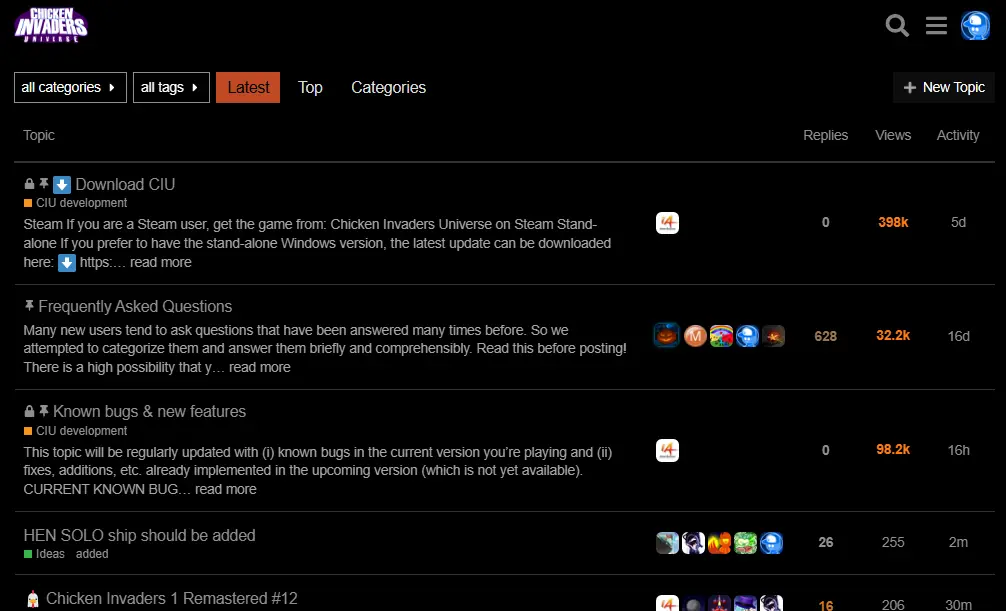 CHICKEN
INVADERS
UNIVERSE
all categories
all tags
Latest
Top
Categories
New Topic
Topic
Replies
Views
Activity
Download CIU
CIU development
Steam If you are a Steam user, get the game from: Chicken Invaders Universe on Steam Stand-
alone If you prefer to have the stand-alone Windows version, the latest update can be downloaded
here: https:… read more
0
398k
5d
Frequently Asked Questions
Many new users tend to ask questions that have been answered many times before. So we
attempted to categorize them and answer them briefly and comprehensively. Read this before posting!
There is a high possibility that y… read more
M
628
32.2k
16d
Known bugs & new features
CIU development
This topic will be regularly updated with (i) known bugs in the current version you’re playing and (ii)
fixes, additions, etc. already implemented in the upcoming version (which is not yet available).
CURRENT KNOWN BUG… read more
0
98.2k
16h
HEN SOLO ship should be added
Ideas added
26
255
2m
Chicken Invaders 1 Remastered #12
16
206
30m